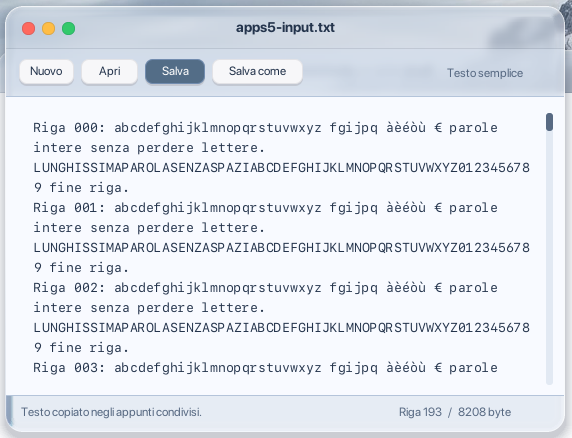 apps5-input.txt
Nuovo Apri Salva Salva come Testo semplice
Riga 000: abcdefghijklmnopqrstuvwxyz fgijpq àèéòù € parole
intere senza perdere lettere.
LUNGHISSIMAPAROLASENZASPAZIABCDEFGHIJKLMNOPQRSTUVWXYZ012345678
9 fine riga.
Riga 001: abcdefghijklmnopqrstuvwxyz fgijpq àèéòù € parole
intere senza perdere lettere.
LUNGHISSIMAPAROLASENZASPAZIABCDEFGHIJKLMNOPQRSTUVWXYZ012345678
9 fine riga.
Riga 002: abcdefghijklmnopqrstuvwxyz fgijpq àèéòù € parole
intere senza perdere lettere.
LUNGHISSIMAPAROLASENZASPAZIABCDEFGHIJKLMNOPQRSTUVWXYZ012345678
9 fine riga.
Riga 003: abcdefghijklmnopqrstuvwxyz fgijpq àèéòù € parole
Testo copiato negli appunti condivisi. Riga 193 / 8208 byte